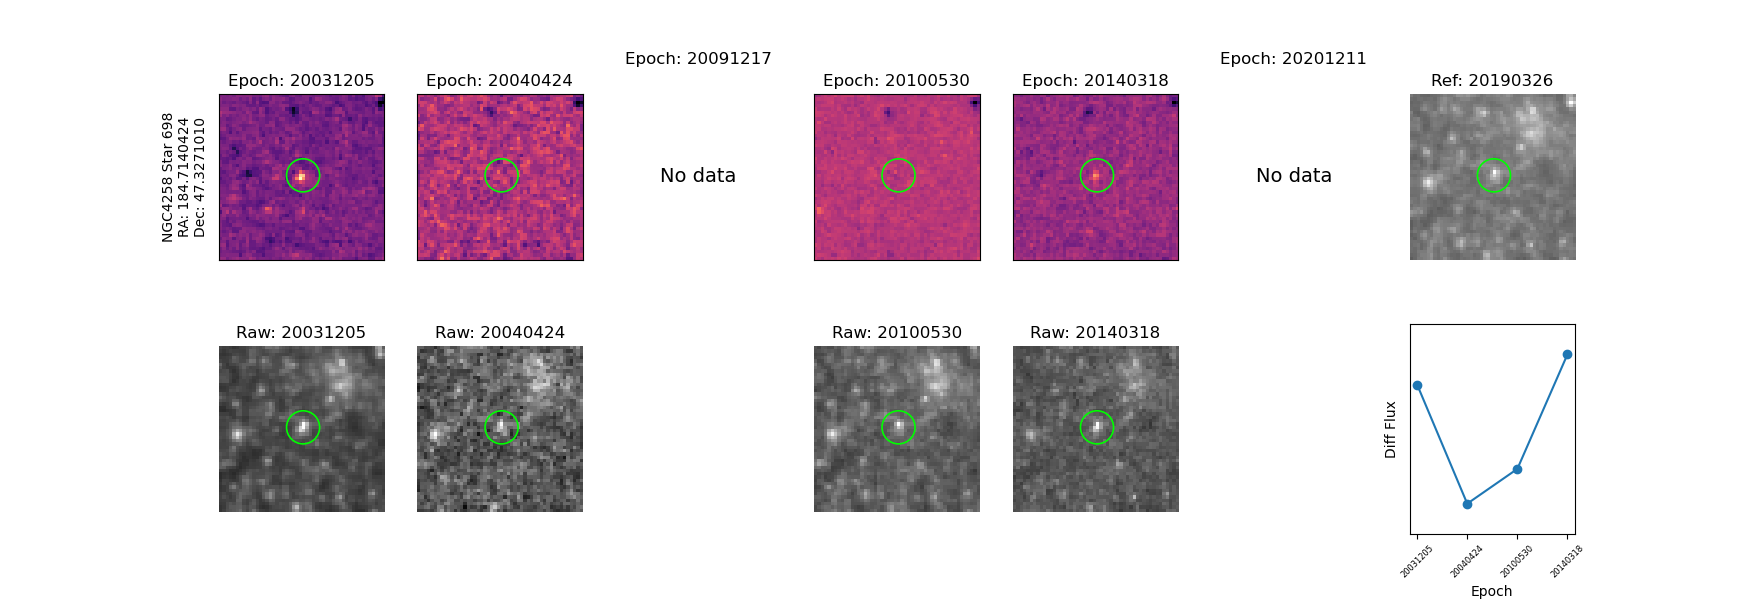 Epoch: 20091217
Epoch: 20201211
Epoch: 20031205
Epoch: 20040424
Epoch: 20100530
Epoch: 20140318
Ref: 20190326
NGC4258 Star 698
RA: 184.7140424
Dec: 47.3271010
No data
No data
Raw: 20031205
Raw: 20040424
Raw: 20100530
Raw: 20140318
Diff Flux
20031205
20040424
20100530
20140318
Epoch